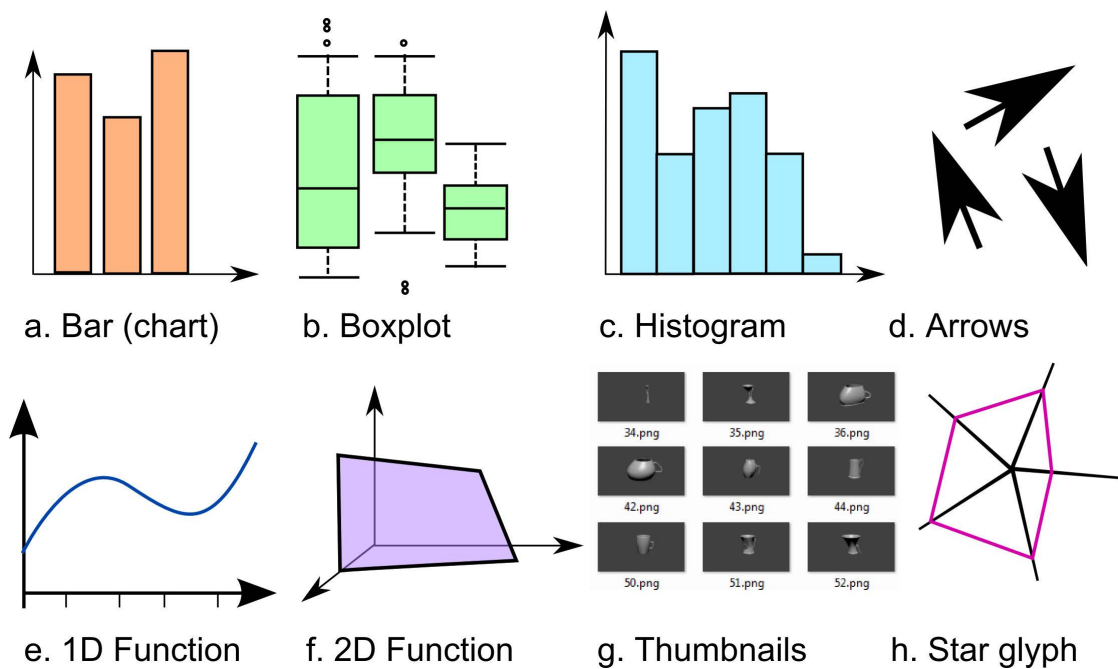 a. Bar (chart)
b. Boxplot
c. Histogram
d. Arrows
34.png
35.png
36.png
42.png
43.png
44.png
50.png
51.png
52.png
e. 1D Function
f. 2D Function
g. Thumbnails
h. Star glyph